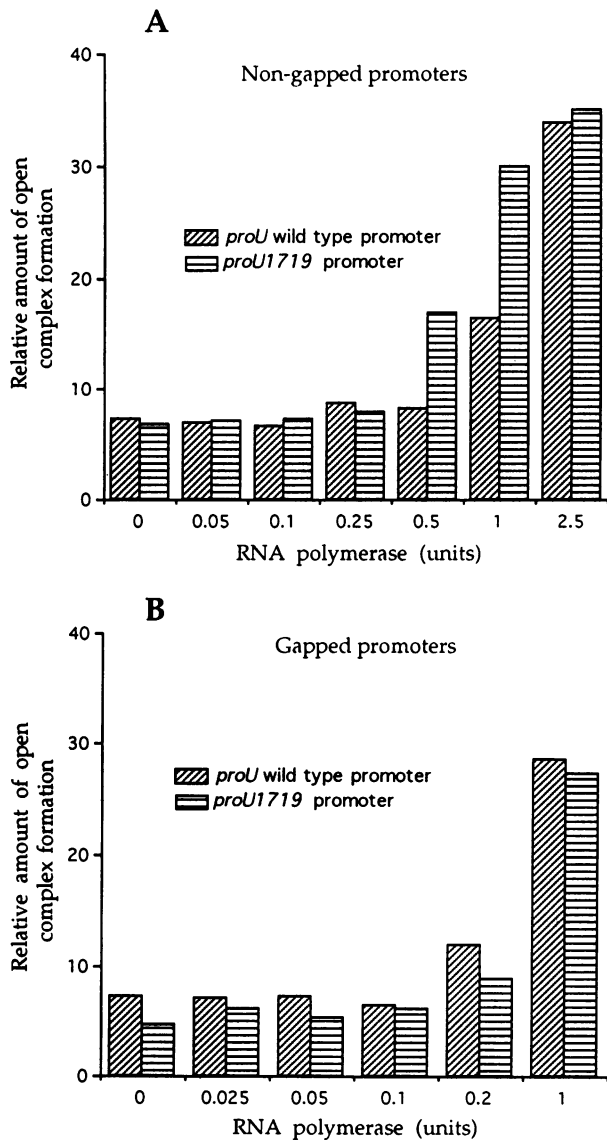 A
Non-gapped promoters
Relative amount of open
complex formation
40
30
20
10
0
proU wild type promoter
proU1719 promoter
0 0.05 0.1 0.25 0.5 1 2.5
RNA polymerase (units)
B
Gapped promoters
Relative amount of open
complex formation
40
30
20
10
0
proU wild type promoter
proU1719 promoter
0 0.025 0.05 0.1 0.2 1
RNA polymerase (units)